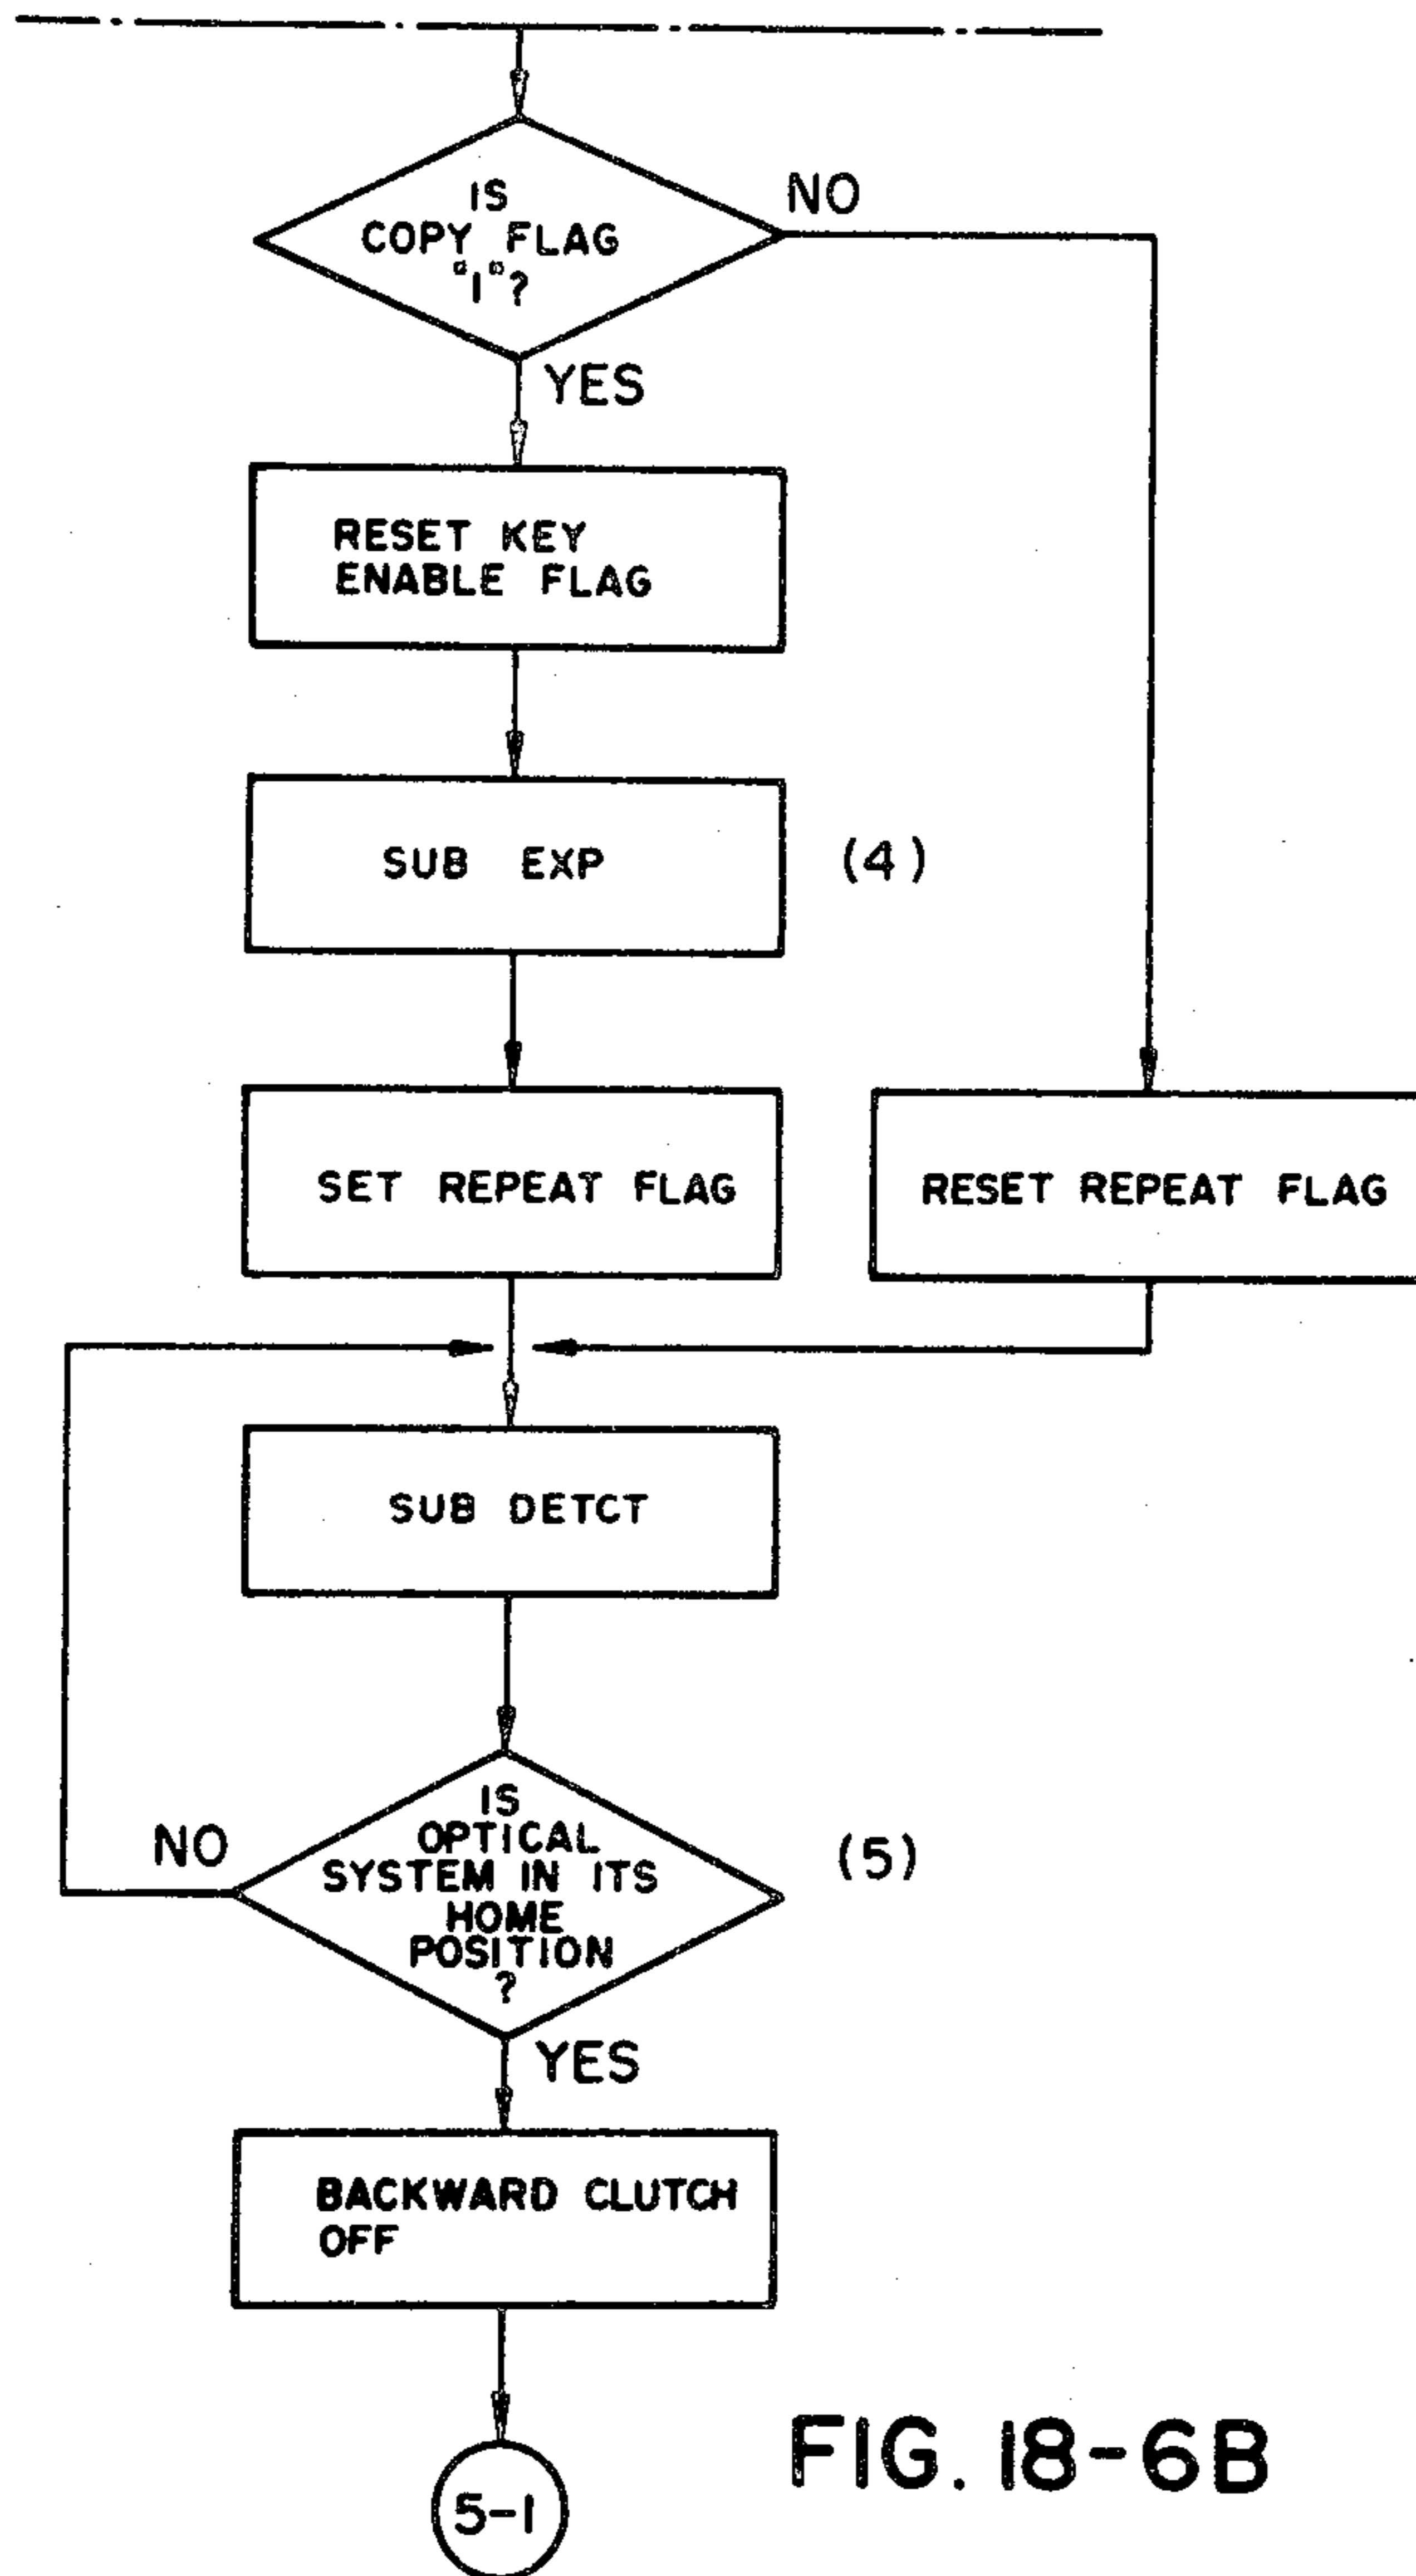 IS
COPY FLAG
"1"?
NO
YES
RESET KEY
ENABLE FLAG
SUB EXP
(4)
SET REPEAT FLAG
RESET REPEAT FLAG
SUB DETCT
IS
OPTICAL
SYSTEM IN ITS
HOME
POSITION
?
NO
(5)
YES
BACKWARD CLUTCH
OFF
5-1
FIG. 18-6B